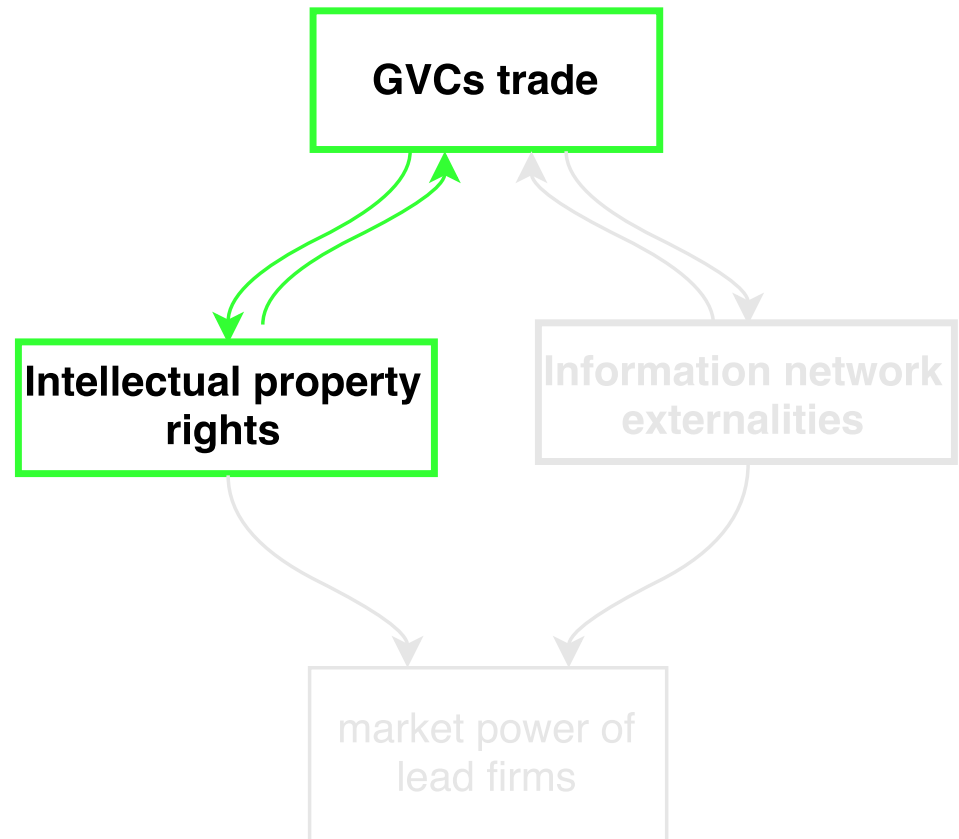 GVCs trade
Intellectual property
rights
Information network
externalities
market power of
lead firms